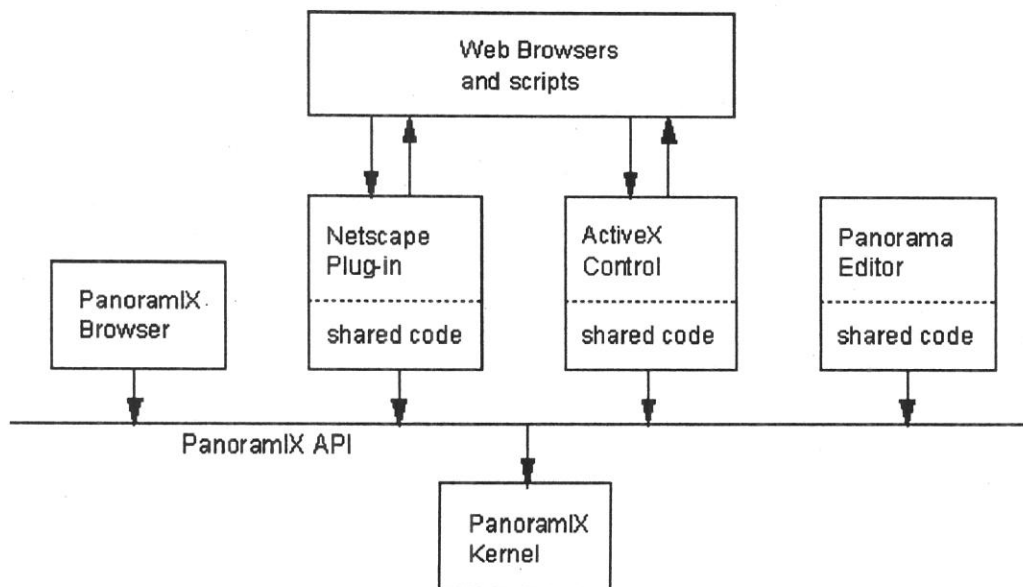 Web Browsers
and scripts
Netscape
Plug-in
shared code
ActiveX
Control
shared code
Panorama
Editor
shared code
PanoramIX
Browser
PanoramIX API
PanoramIX
Kernel